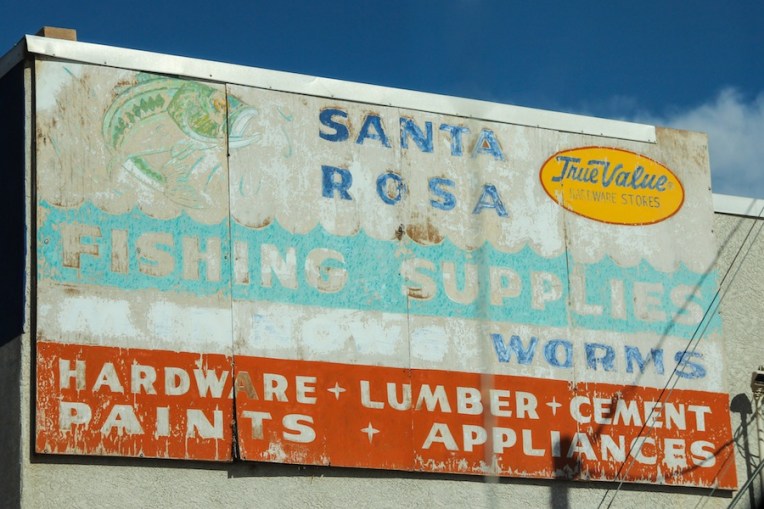 SANTA
ROSA
True Value
HARDWARE STORES
FISHING SUPPLIES
WORMS
HARDWARE + LUMBER + CEMENT
PAINTS + APPLIANCES